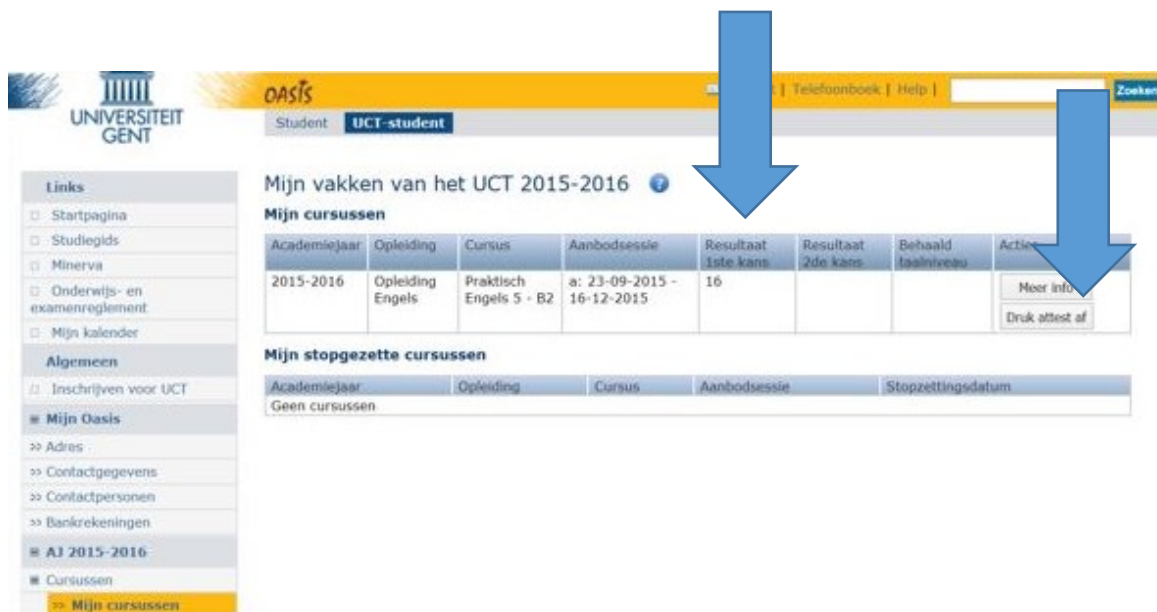 UNIVERSITEIT
GENT
OASIS
| Telefoonboek | Help |
Zoeken
Student UCT-student
Links
Startpagina
Studiegids
Minerva
Onderwijs- en
examenreglement
Mijn kalender
Algemeen
Inschrijven voor UCT
Mijn Oasis
>> Adres
>> Contactgegevens
>> Contactpersonen
>> Bankrekeningen
AJ 2015-2016
Cursussen
>> Mijn cursussen
Mijn vakken van het UCT 2015-2016 ?
Mijn cursussen
Academiejaar Opleiding Cursus Aanbodsessie Resultaat 1ste kans Resultaat 2de kans Behaald taalniveau
2015-2016 Opleiding Engels Praktisch Engels 5 - B2 a: 23-09-2015 - 16-12-2015 16
Meer info
Druk attest af
Mijn stopgezette cursussen
Academiejaar Opleiding Cursus Aanbodsessie Stopzettingsdatum
Geen cursussen